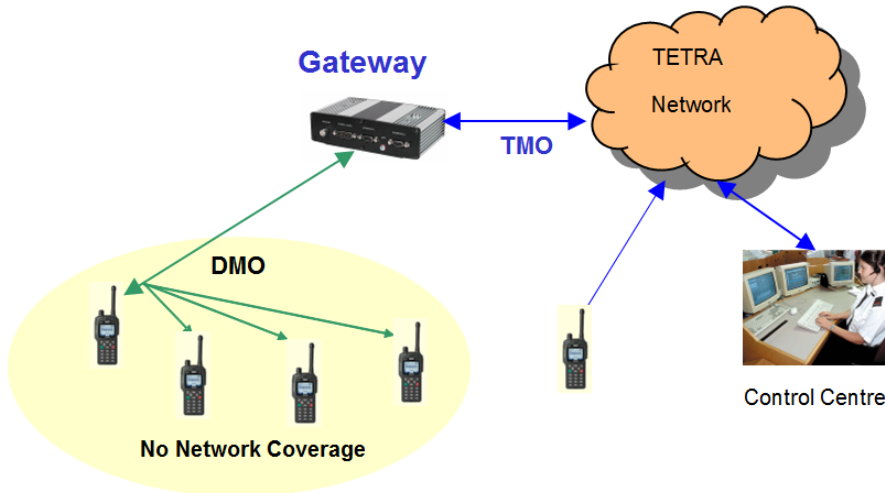 Gateway
TETRA
Network
TMO
DMO
Control Centre
No Network Coverage